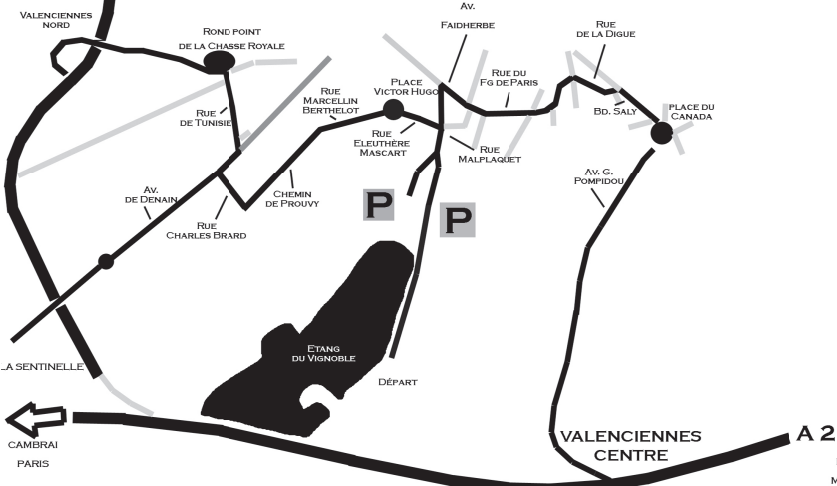 VALENCIENNES
NORD
ROND POINT
DE LA CHASSE ROYALE
AV.
FAIDHERBE
RUE
DE LA DIGUE
RUE
MARCELLIN
BERTHELOT
PLACE
VICTOR HUGO
RUE DU
FG DE PARIS
BD. SALY
PLACE DU
CANADA
RUE
DE TUNISIE
RUE
ELEUTHÈRE
MASCART
RUE
MALPLAQUET
AV.
DE DENAIN
CHEMIN
DE PROUVY
AV. G.
POMPIDOU
P
P
RUE
CHARLES BRARD
ETANG
DU VIGNOBLE
LA SENTINELLE
DÉPART
CAMBRAI
PARIS
VALENCIENNES
CENTRE
A 2